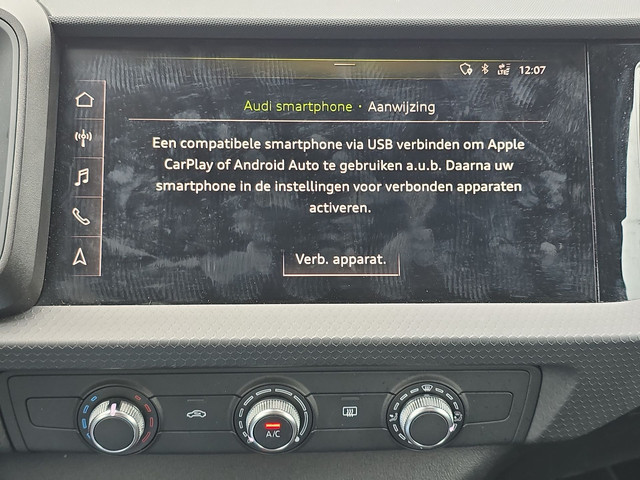 12:07
Audi smartphone · Aanwijzing
Een compatibele smartphone via USB verbinden om Apple
CarPlay of Android Auto te gebruiken a.u.b. Daarna uw
smartphone in de instellingen voor verbonden apparaten
activeren.
Verb. apparat.
A/C